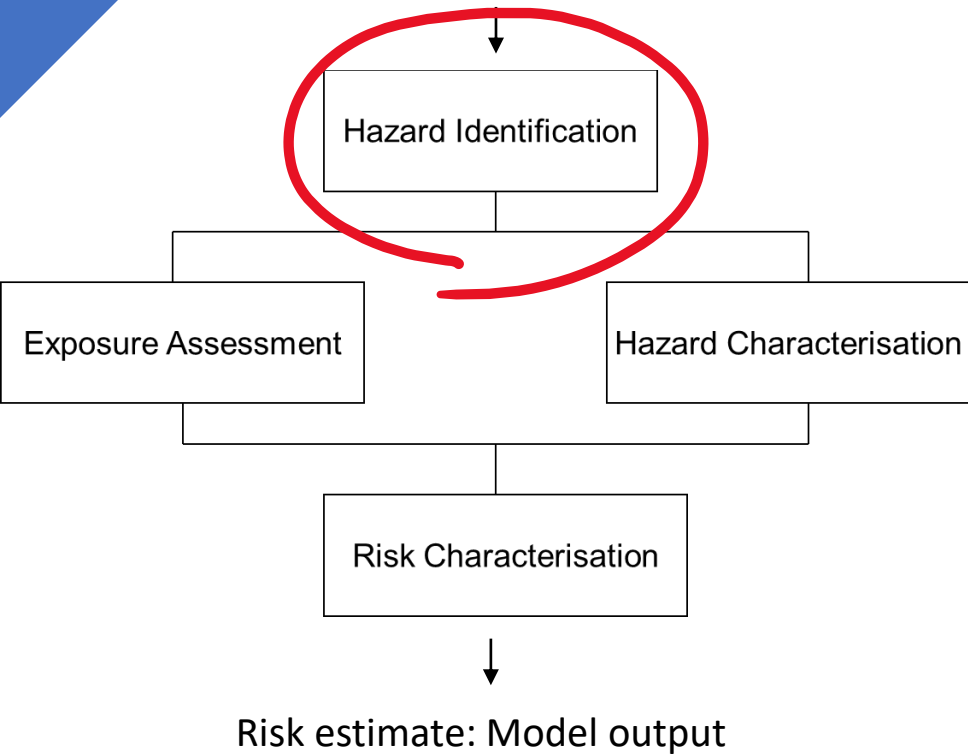 Hazard Identification
Exposure Assessment
Hazard Characterisation
Risk Characterisation
Risk estimate: Model output